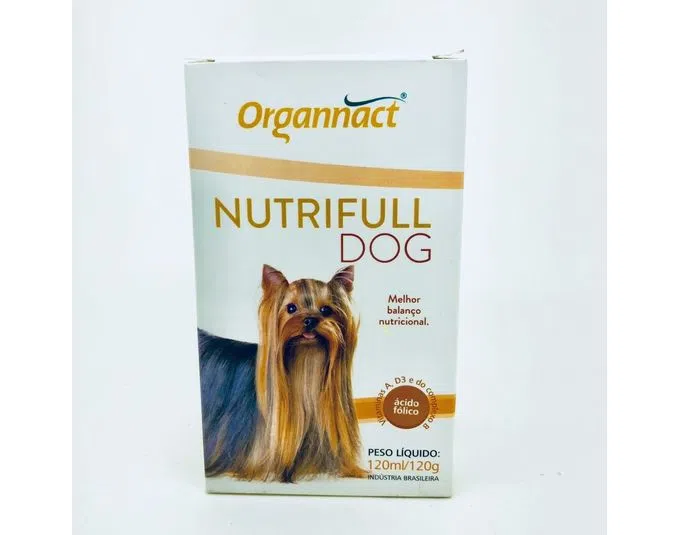 Organnact®
NUTRIFULL
DOG
Melhor
balanço
nutricional.
Vitaminas A, D3 e do complexo B
ácido
fólico
PESO LÍQUIDO:
120ml/120g
INDÚSTRIA BRASILEIRA